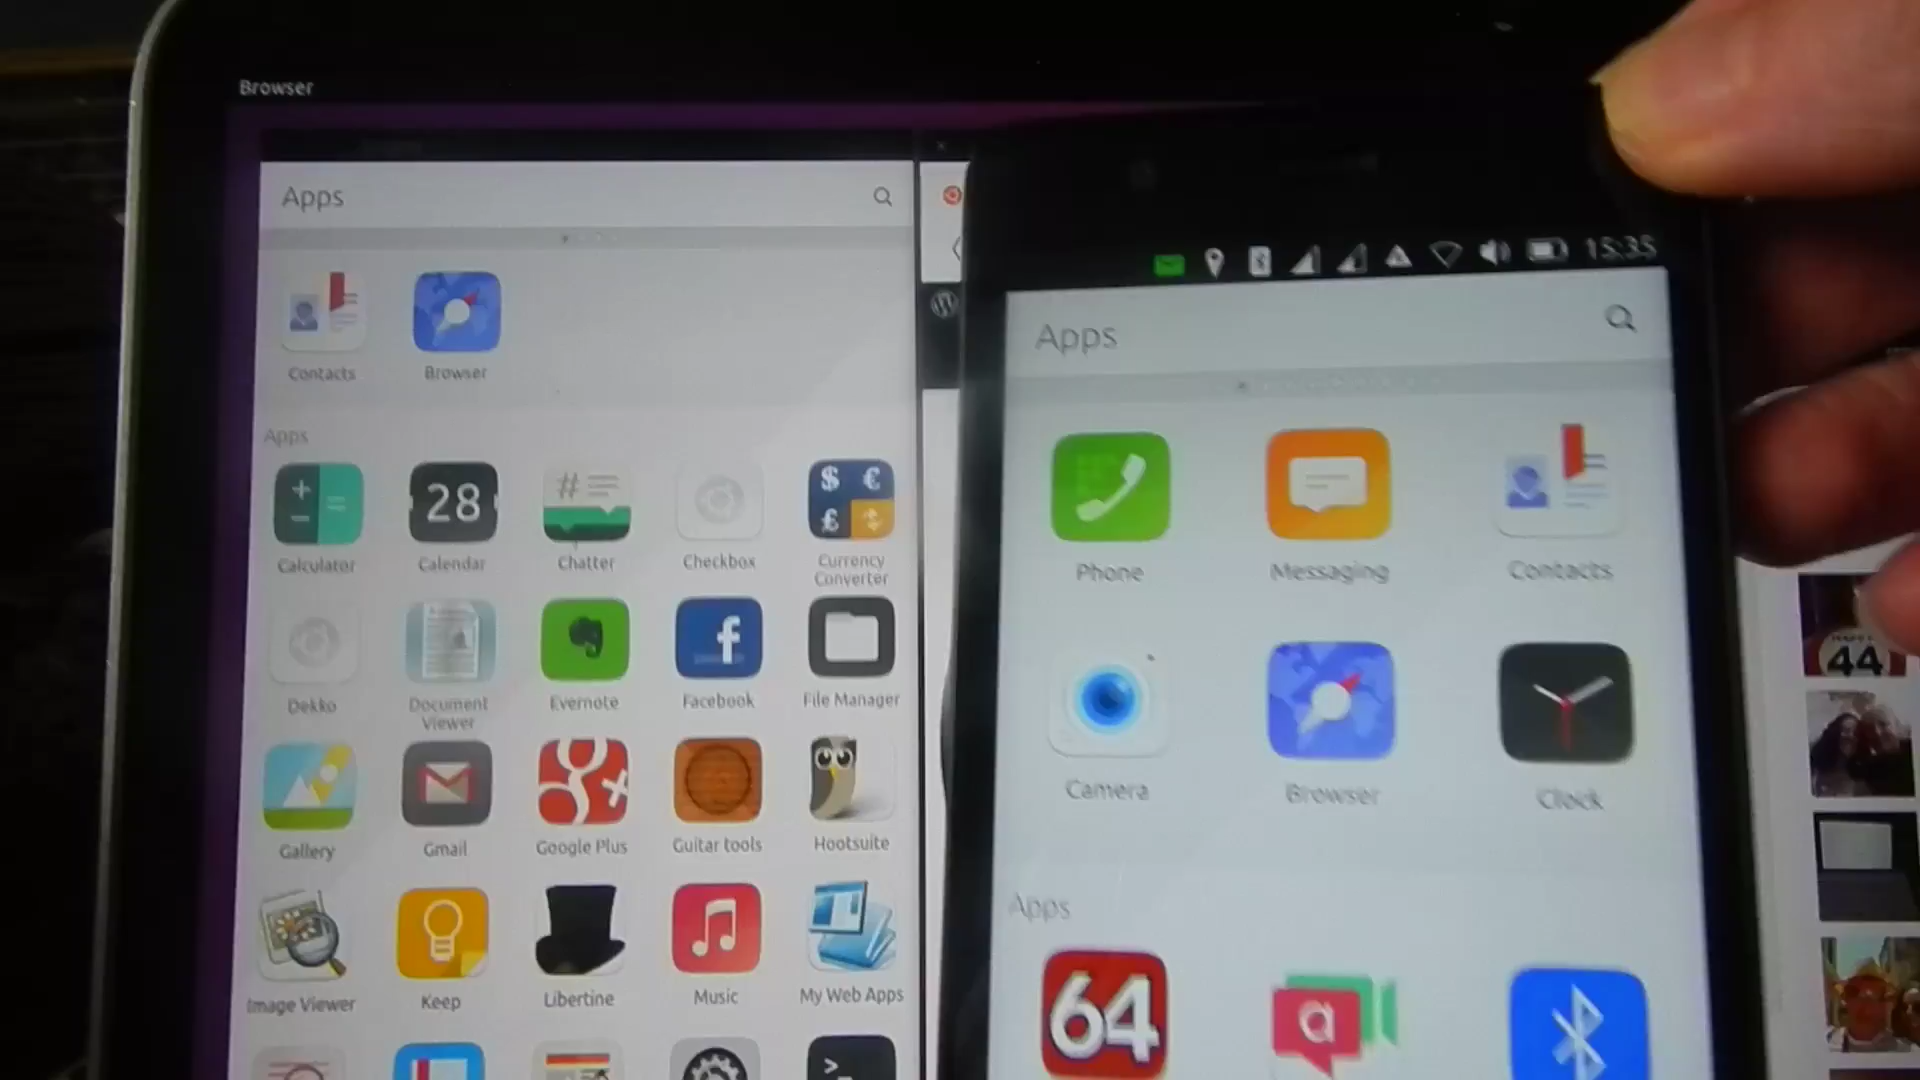 Browser
Apps
Contacts
Browser
Apps
28
$ €
£
Calculator
Calendar
Chatter
Checkbox
Currency
Converter
Dekko
Document
Viewer
Evernote
Facebook
File Manager
Gallery
Gmail
Google Plus
Guitar tools
Hootsuite
Image Viewer
Keep
Libertine
Music
My Web Apps
15:35
Apps
Phone
Messaging
Contacts
Camera
Browser
Clock
Apps
64
a
44